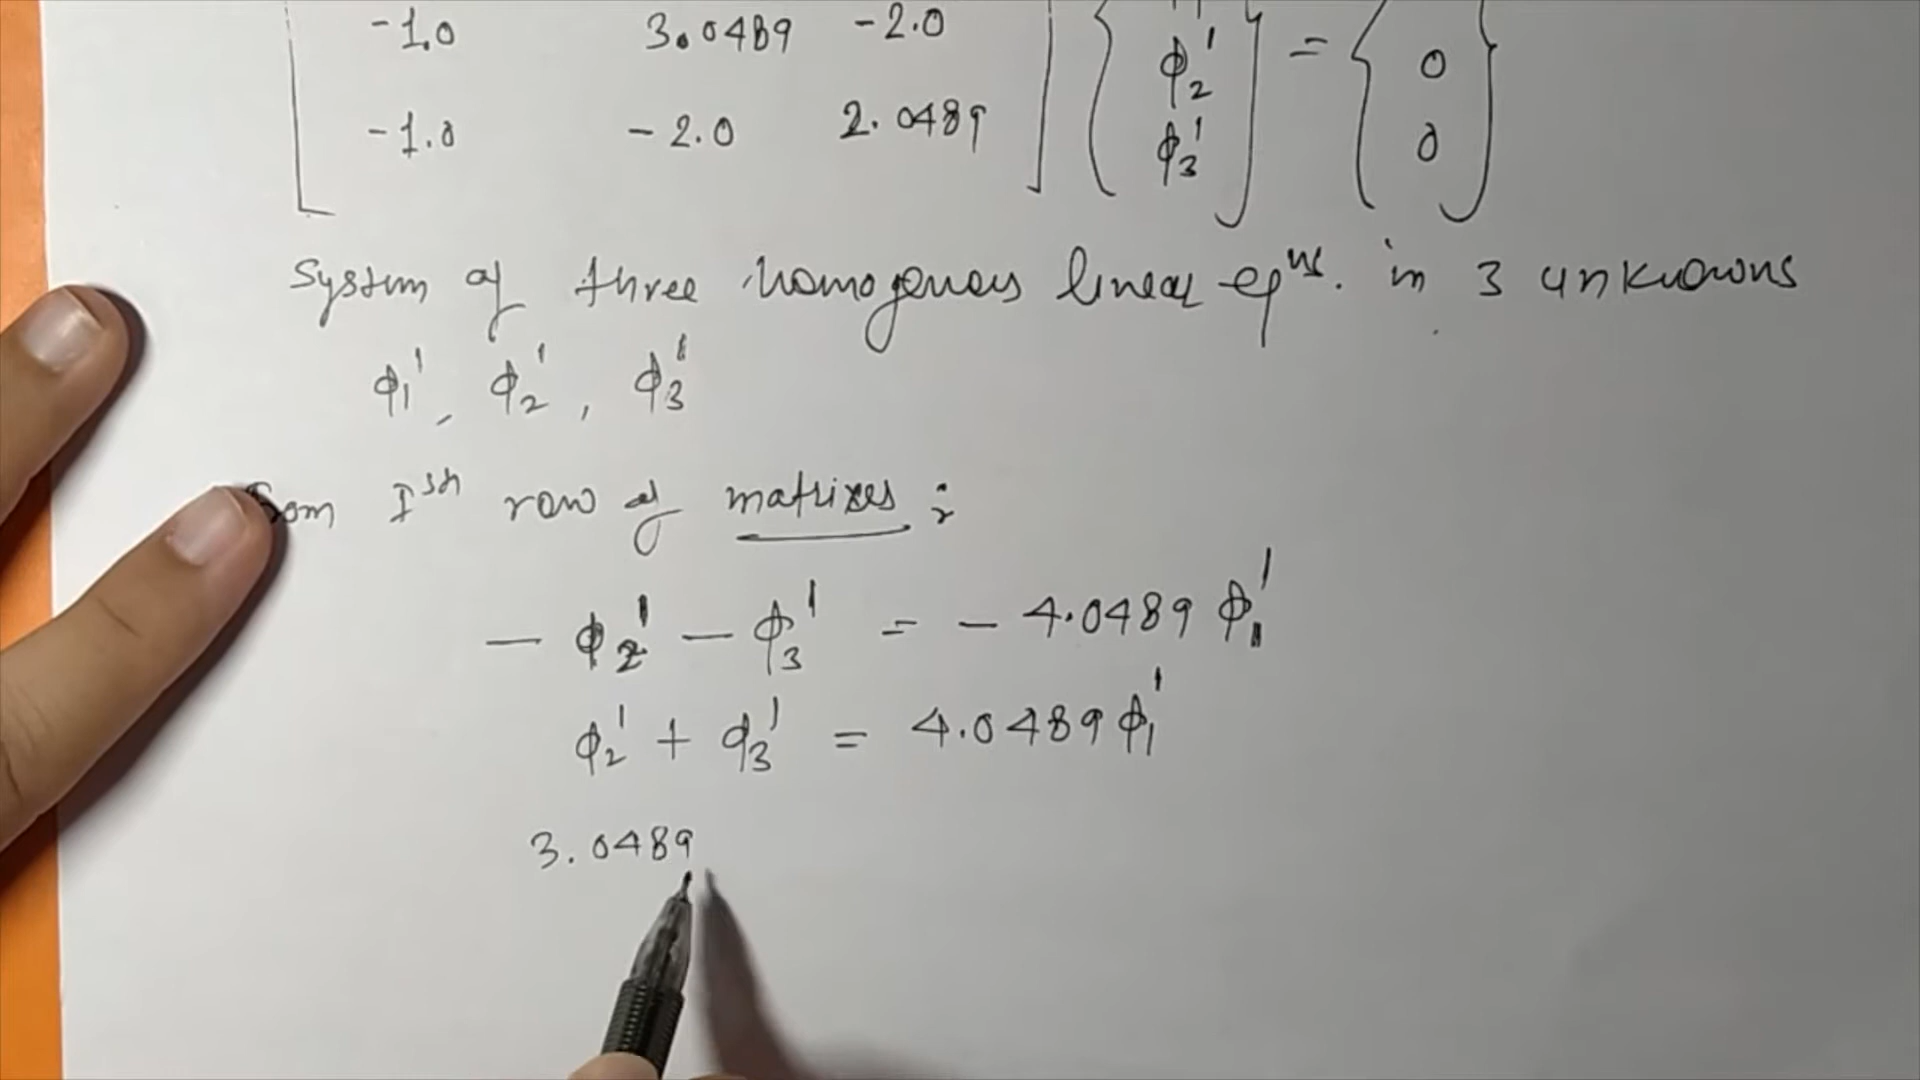 -1.0 3.0489 -2.0 ϕ₂' = 0
-1.0 -2.0 2.0489 ϕ₃' 0
System of three homogenous linear eqns. in 3 unknowns
ϕ₁', ϕ₂', ϕ₃'
Ist row of matrixes :
- ϕ₂' - ϕ₃' = - 4.0489 ϕ₁'
ϕ₂' + ϕ₃' = 4.0489 ϕ₁'
3.0489